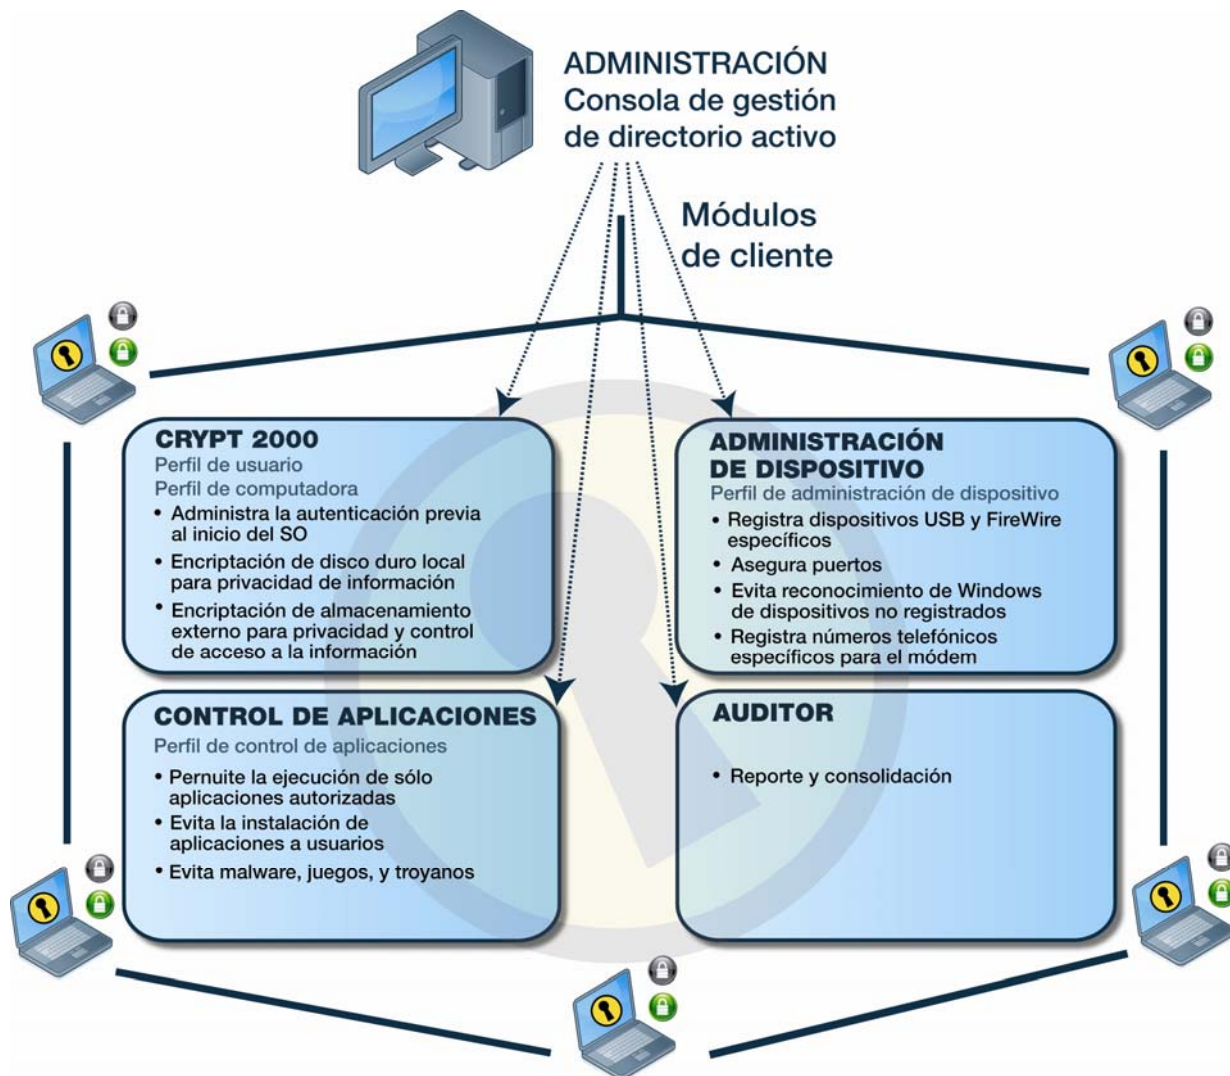 ADMINISTRACIÓN
Consola de gestión
de directorio activo
Módulos
de cliente
CRYPT 2000
Perfil de usuario
Perfil de computadora
• Administra la autenticación previa
al inicio del SO
• Encriptación de disco duro local
para privacidad de información
• Encriptación de almacenamiento
externo para privacidad y control
de acceso a la información
ADMINISTRACIÓN
DE DISPOSITIVO
Perfil de administración de dispositivo
• Registra dispositivos USB y FireWire
específicos
• Asegura puertos
• Evita reconocimiento de Windows
de dispositivos no registrados
• Registra números telefónicos
específicos para el módem
CONTROL DE APLICACIONES
Perfil de control de aplicaciones
• Pernuite la ejecución de sólo
aplicaciones autorizadas
• Evita la instalación de
aplicaciones a usuarios
• Evita malware, juegos, y troyanos
AUDITOR
• Reporte y consolidación